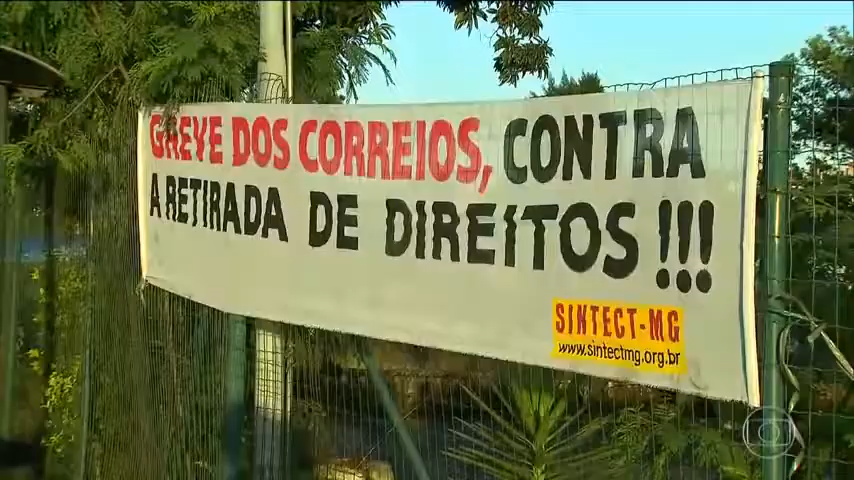 GREVE DOS CORREIOS, CONTRA
A RETIRADA DE DIREITOS !!!
SINTECT-MG
www.sintectmg.org.br